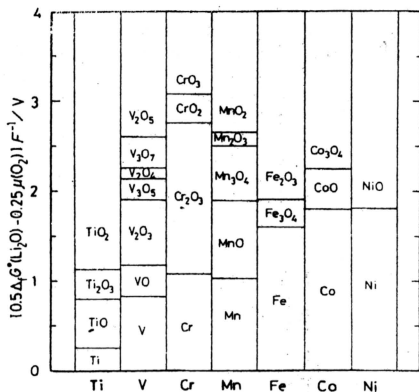 [0.5ΔfG°(Li₂O)-0.25μ(O₂)] F⁻¹/V
4
3
2
1
0
TiO₂
Ti₂O₃
TiO
Ti
V₂O₅
V₃O₇
V₂O₄
V₃O₅
V₂O₃
VO
V
CrO₃
CrO₂
Cr₂O₃
Cr
MnO₂
Mn₂O₃
Mn₃O₄
MnO
Mn
Fe₂O₃
Fe₃O₄
Fe
Co₃O₄
CoO
Co
NiO
Ni
Ti V Cr Mn Fe Co Ni